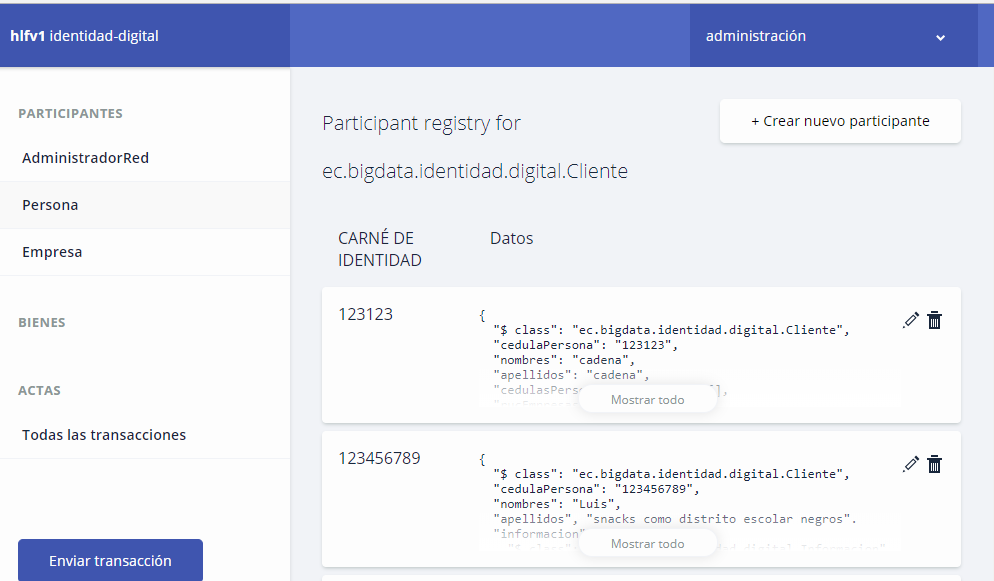 hlfv1 identidad-digital
administración
PARTICIPANTES
AdministradorRed
Persona
Empresa
BIENES
ACTAS
Todas las transacciones
Enviar transacción
Participant registry for
ec.bigdata.identidad.digital.Cliente
+ Crear nuevo participante
CARNÉ DE
IDENTIDAD
Datos
123123
{
"$ class": "ec.bigdata.identidad.digital.Cliente",
"cedulaPersona": "123123",
"nombres": "cadena",
"apellidos": "cadena",
"cedulasPers
],
Mostrar todo
123456789
{
"$ class": "ec.bigdata.identidad.digital.Cliente",
"cedulaPersona": "123456789",
"nombres": "Luis",
"apellidos", "snacks como distrito escolar negros".
"informacion"
Mostrar todo